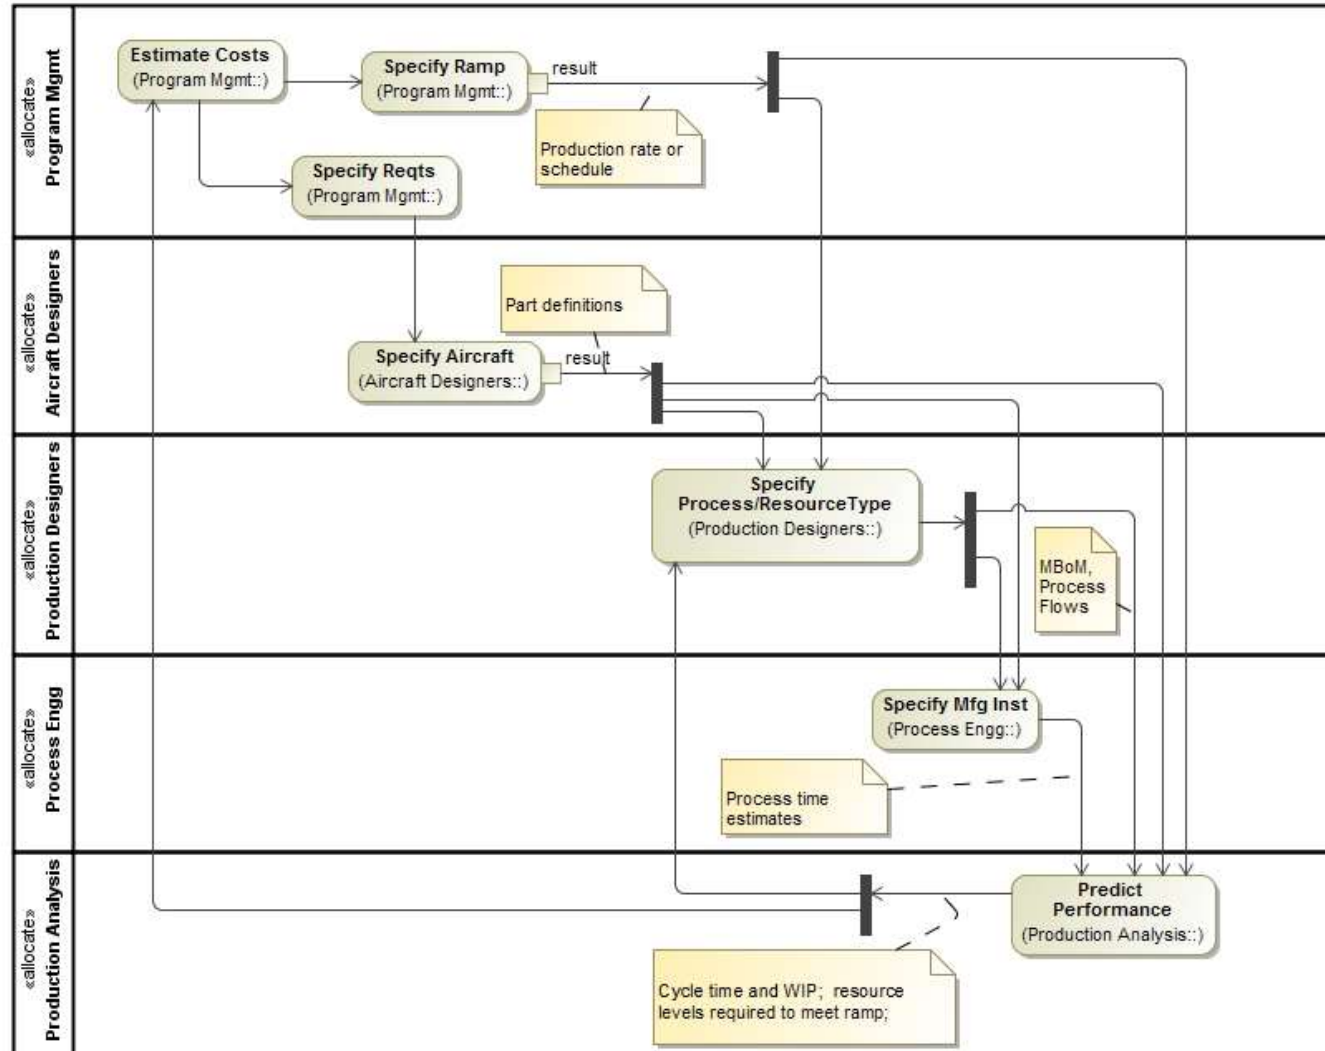 «allocate»
Program Mgmt
Estimate Costs
(Program Mgmt::)
Specify Ramp
(Program Mgmt::)
result
Production rate or
schedule
Specify Reqts
(Program Mgmt::)
«allocate»
Aircraft Designers
Part definitions
Specify Aircraft
(Aircraft Designers::)
result
«allocate»
Production Designers
Specify
Process/ResourceType
(Production Designers::)
MBoM,
Process
Flows
«allocate»
Process Engg
Specify Mfg Inst
(Process Engg::)
Process time
estimates
«allocate»
Production Analysis
Predict
Performance
(Production Analysis::)
Cycle time and WIP;  resource
levels required to meet ramp;